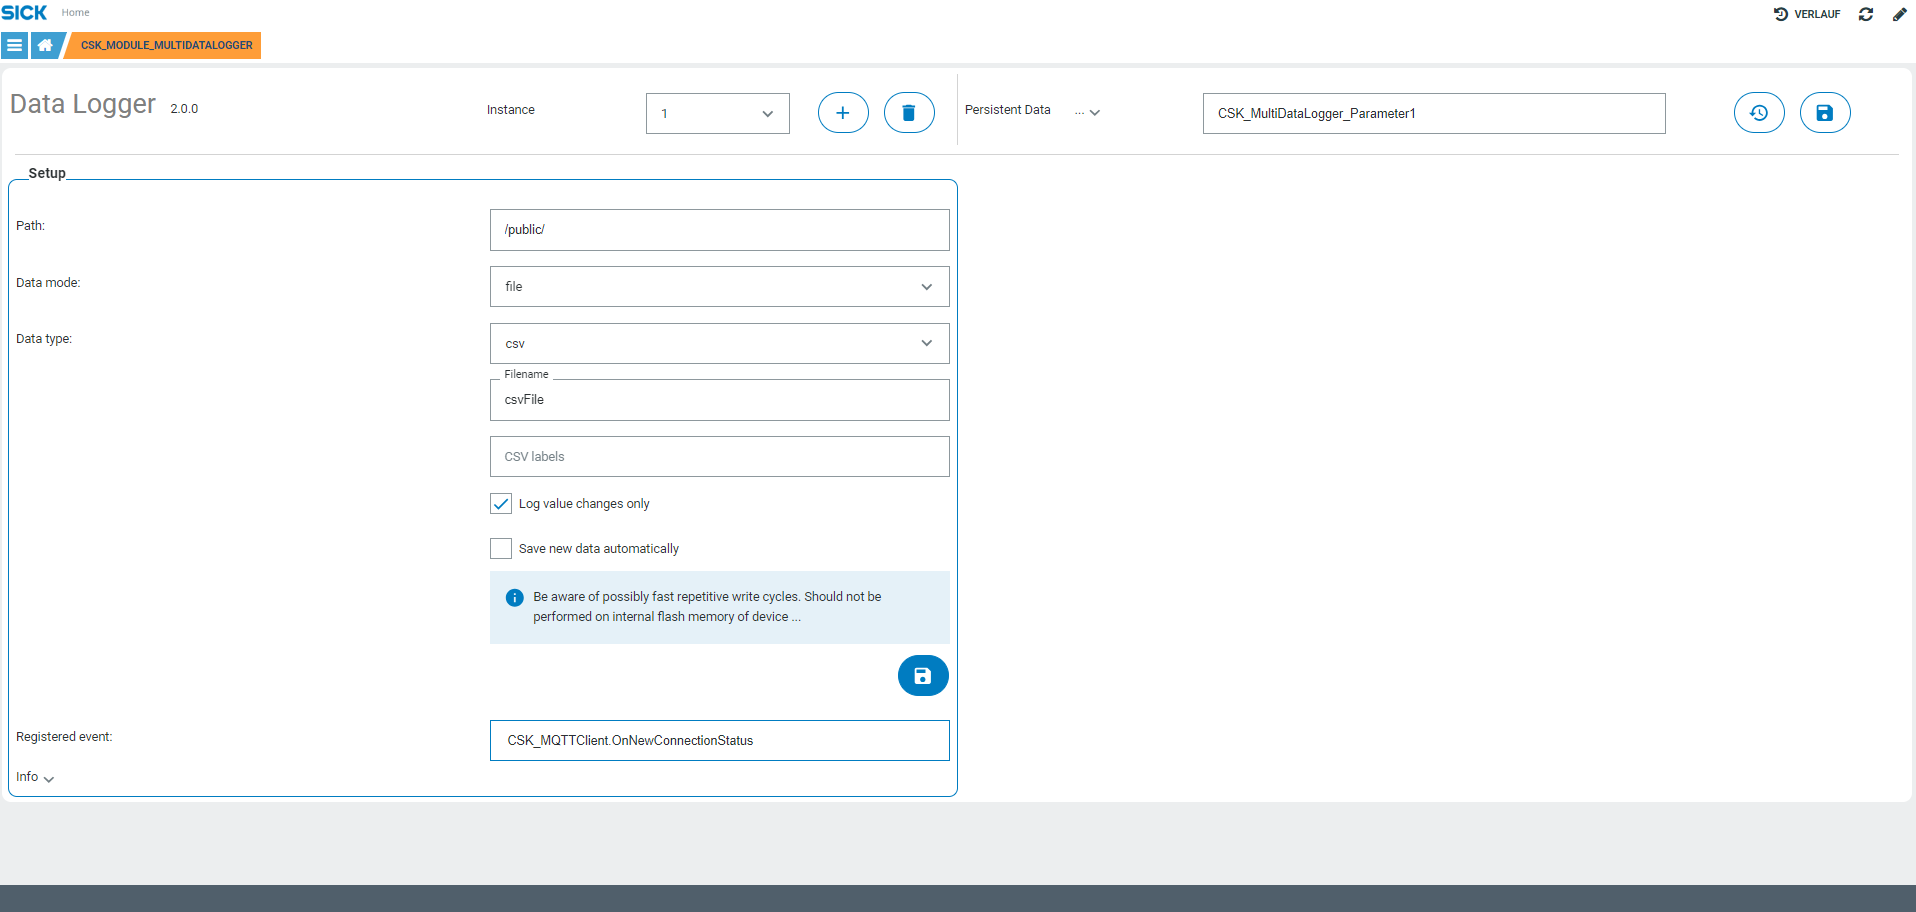 SICK Home
VERLAUF
CSK_MODULE_MULTIDATALOGGER
Data Logger 2.0.0
Instance
1
Persistent Data
...
CSK_MultiDataLogger_Parameter1
Setup
Path:
/public/
Data mode:
file
Data type:
csv
Filename
csvFile
CSV labels
Log value changes only
Save new data automatically
Be aware of possibly fast repetitive write cycles. Should not be
performed on internal flash memory of device ...
Registered event:
CSK_MQTTClient.OnNewConnectionStatus
Info